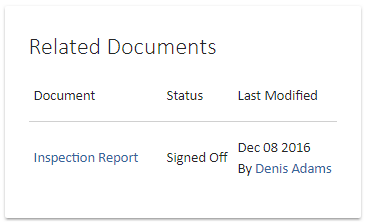 Related Documents
Document Status Last Modified
Inspection Report Signed Off Dec 08 2016
By Denis Adams